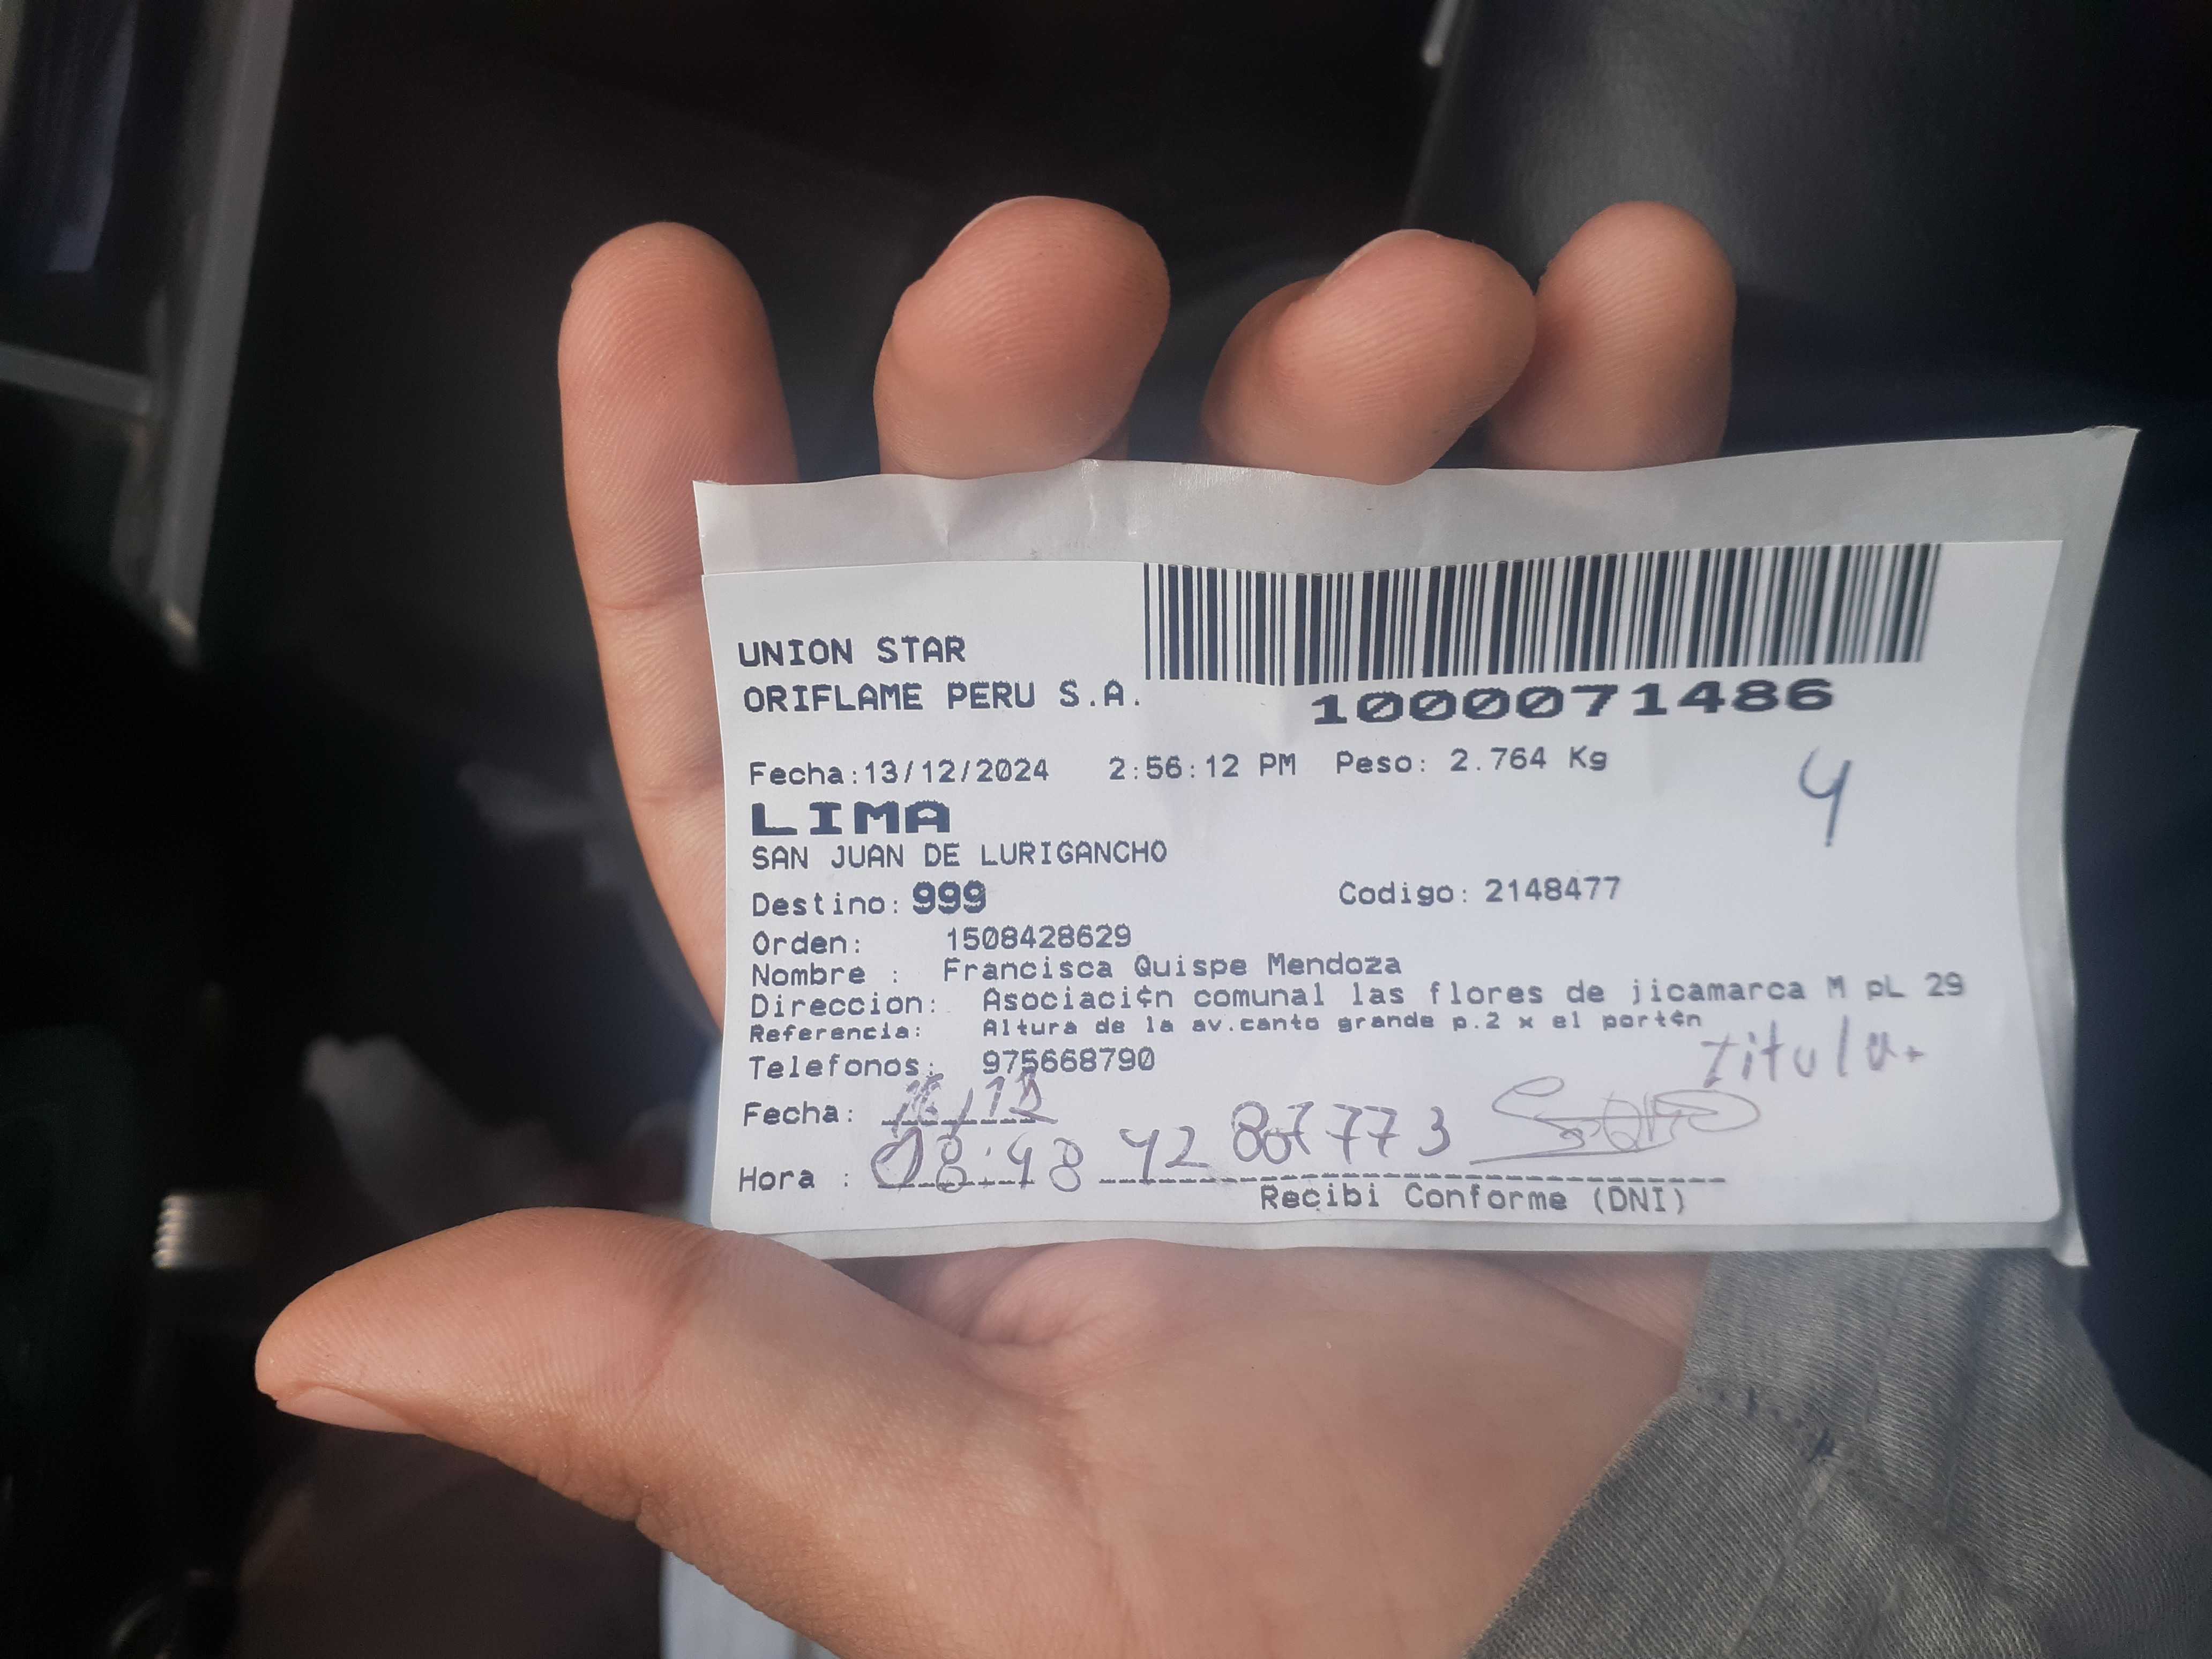 UNION STAR
ORIFLAME PERU S.A.
1000071486
Fecha:13/12/2024 2:56:12 PM Peso: 2.764 Kg
4
LIMA
SAN JUAN DE LURIGANCHO
Destino: 999 Codigo: 2148477
Orden: 1508428629
Nombre : Francisca Quispe Mendoza
Direccion: Asociaci¢n comunal las flores de jicamarca M pL 29
Referencia: Altura de la av.canto grande p.2 x el port¢n
titular
Telefonos: 975668790
Fecha:
Hora : 08:48 42 807773
Recibi Conforme (DNI)